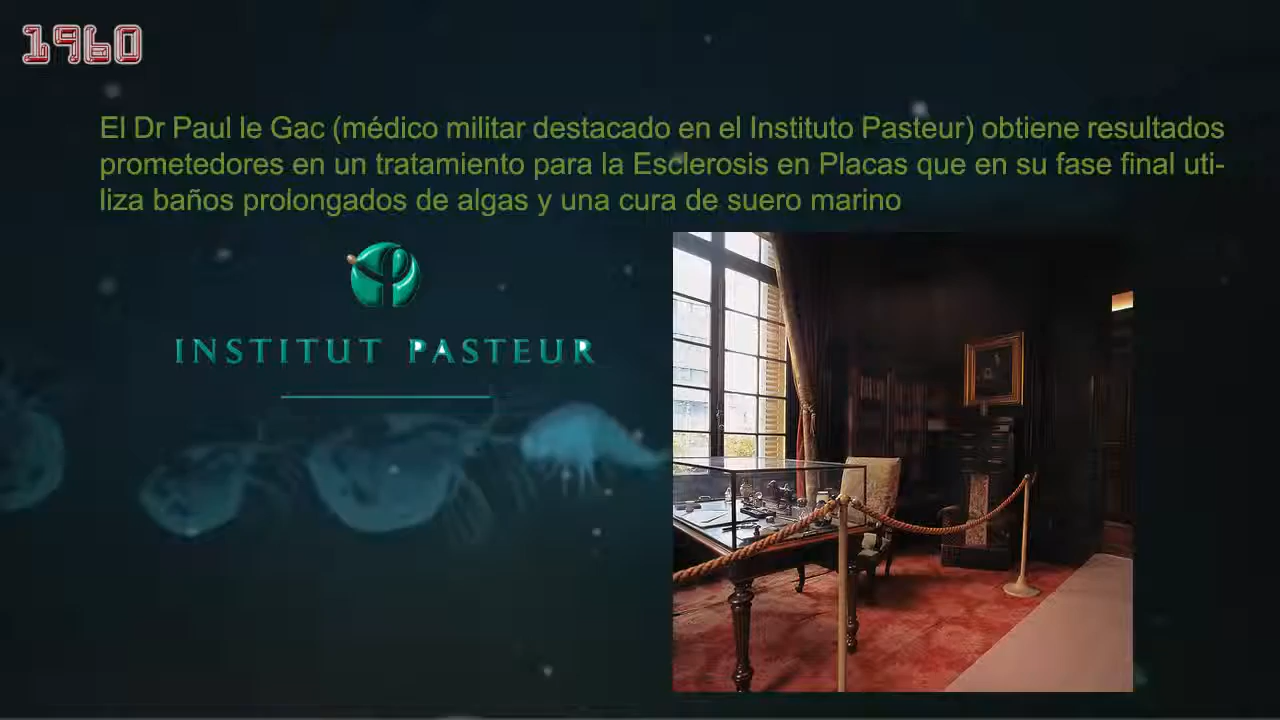 1960
El Dr Paul le Gac (médico militar destacado en el Instituto Pasteur) obtiene resultados
prometedores en un tratamiento para la Esclerosis en Placas que en su fase final uti-
liza baños prolongados de algas y una cura de suero marino
INSTITUT PASTEUR